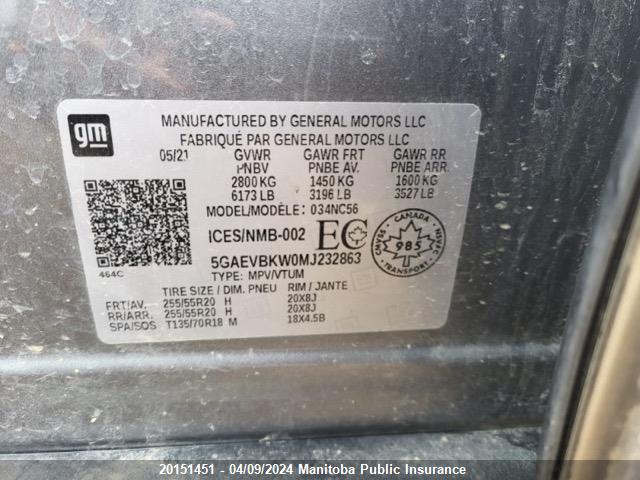 gm
MANUFACTURED BY GENERAL MOTORS LLC
FABRIQUÉ PAR GENERAL MOTORS LLC
05/21 GVWR GAWR FRT GAWR RR
PNBV PNBE AV. PNBE ARR.
2800 KG 1450 KG 1600 KG
6173 LB 3196 LB 3527 LB
MODEL/MODÈLE: 034NC56
ICES/NMB-002 EC CANADA 985 NSVAC TRANSPORT
464C 5GAEVBKW0MJ232863
TYPE: MPV/VTUM
TIRE SIZE / DIM. PNEU RIM / JANTE
FRT/AV. 255/55R20 H 20X8J
RR/ARR. 255/55R20 H 20X8J
SPA/SOS T135/70R18 M 18X4.5B
20151451 - 04/09/2024 Manitoba Public Insurance